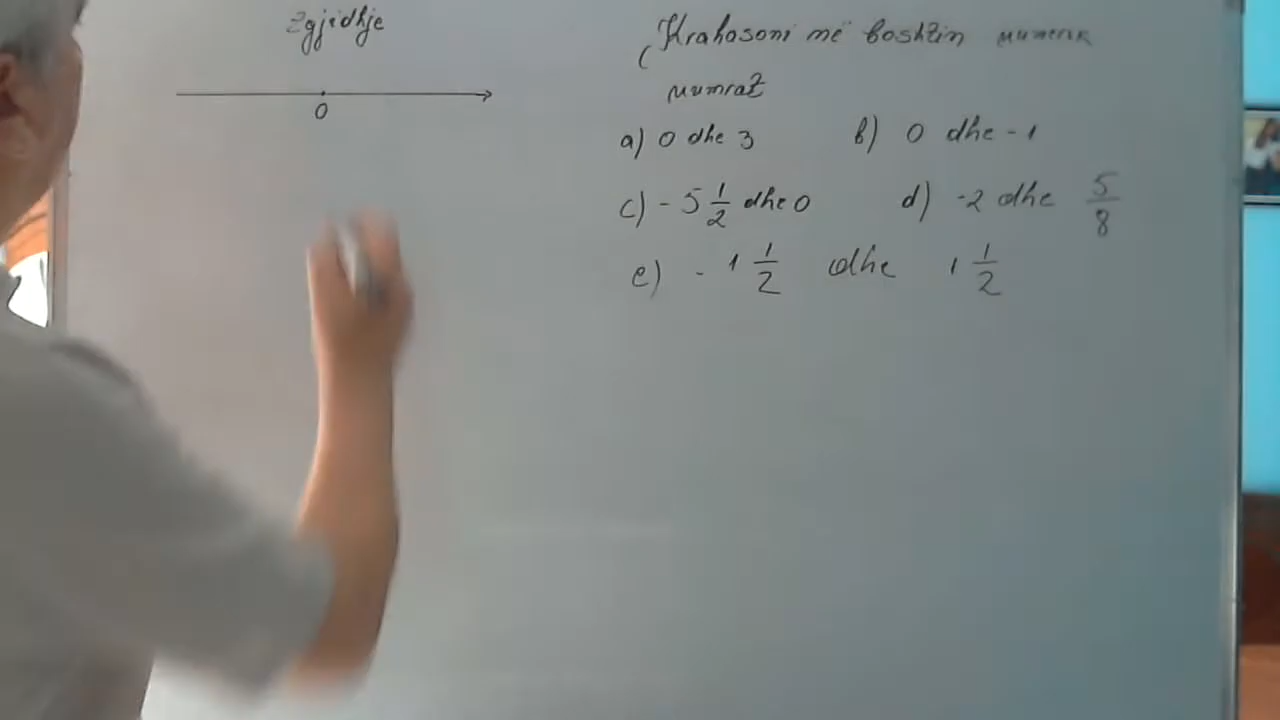 Zgjidhje
0
(Krahasoni më boshtin numerik
numrat
a) 0 dhe 3 b) 0 dhe -1
c) - 5 1/2 dhe 0 d) -2 dhe 5/8
e) - 1 1/2 dhe 1 1/2